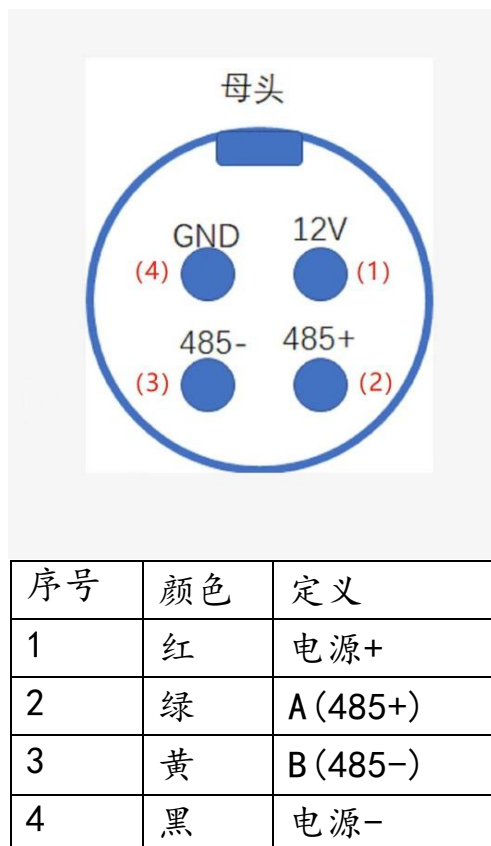 母头
GND 12V
(4) (1)
485- 485+
(3) (2)
序号 颜色 定义
1 红 电源+
2 绿 A(485+)
3 黄 B(485-)
4 黑 电源-